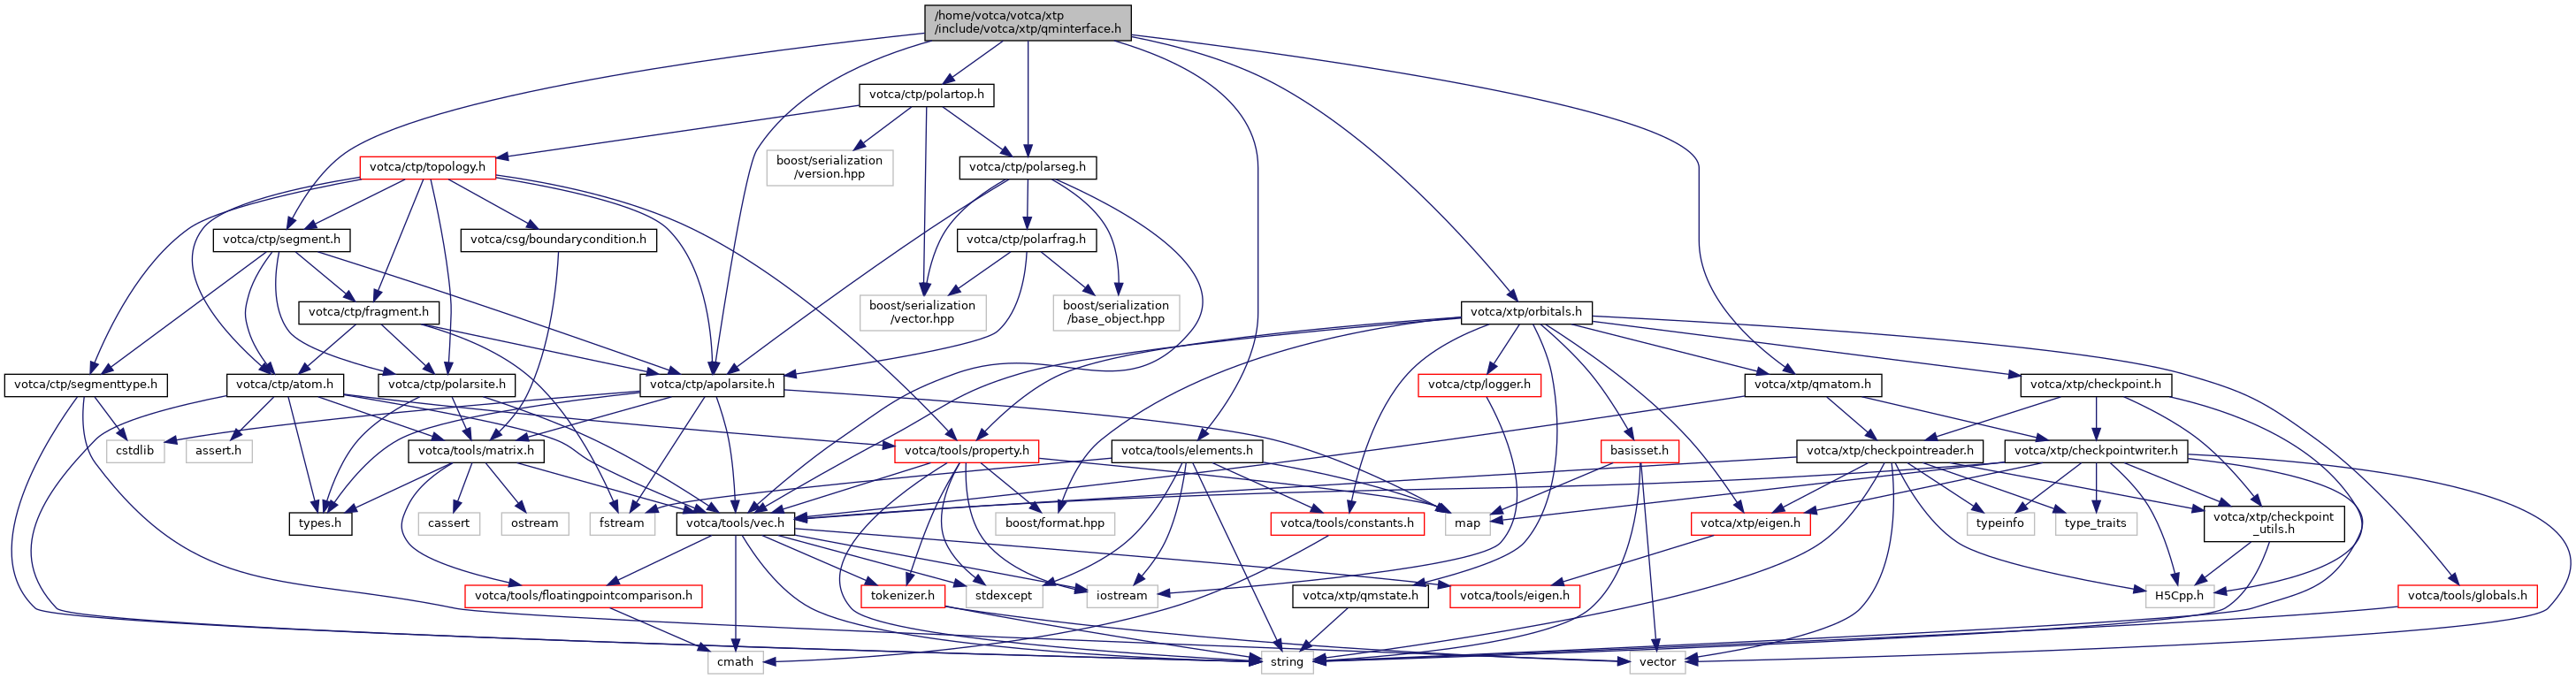 /home/votca/votca/xtp
/include/votca/xtp/qminterface.h
votca/ctp/polartop.h
votca/ctp/topology.h
boost/serialization
/version.hpp
votca/ctp/polarseg.h
votca/ctp/segment.h
votca/csg/boundarycondition.h
votca/ctp/polarfrag.h
votca/ctp/fragment.h
boost/serialization
/vector.hpp
boost/serialization
/base_object.hpp
votca/xtp/orbitals.h
votca/ctp/segmenttype.h
votca/ctp/atom.h
votca/ctp/polarsite.h
votca/ctp/apolarsite.h
votca/ctp/logger.h
votca/xtp/qmatom.h
votca/xtp/checkpoint.h
cstdlib
assert.h
votca/tools/matrix.h
votca/tools/property.h
votca/tools/elements.h
basisset.h
votca/xtp/checkpointreader.h
votca/xtp/checkpointwriter.h
types.h
cassert
ostream
fstream
votca/tools/vec.h
boost/format.hpp
votca/tools/constants.h
map
votca/xtp/eigen.h
typeinfo
type_traits
votca/xtp/checkpoint
_utils.h
votca/tools/floatingpointcomparison.h
tokenizer.h
stdexcept
iostream
votca/xtp/qmstate.h
votca/tools/eigen.h
H5Cpp.h
votca/tools/globals.h
cmath
string
vector